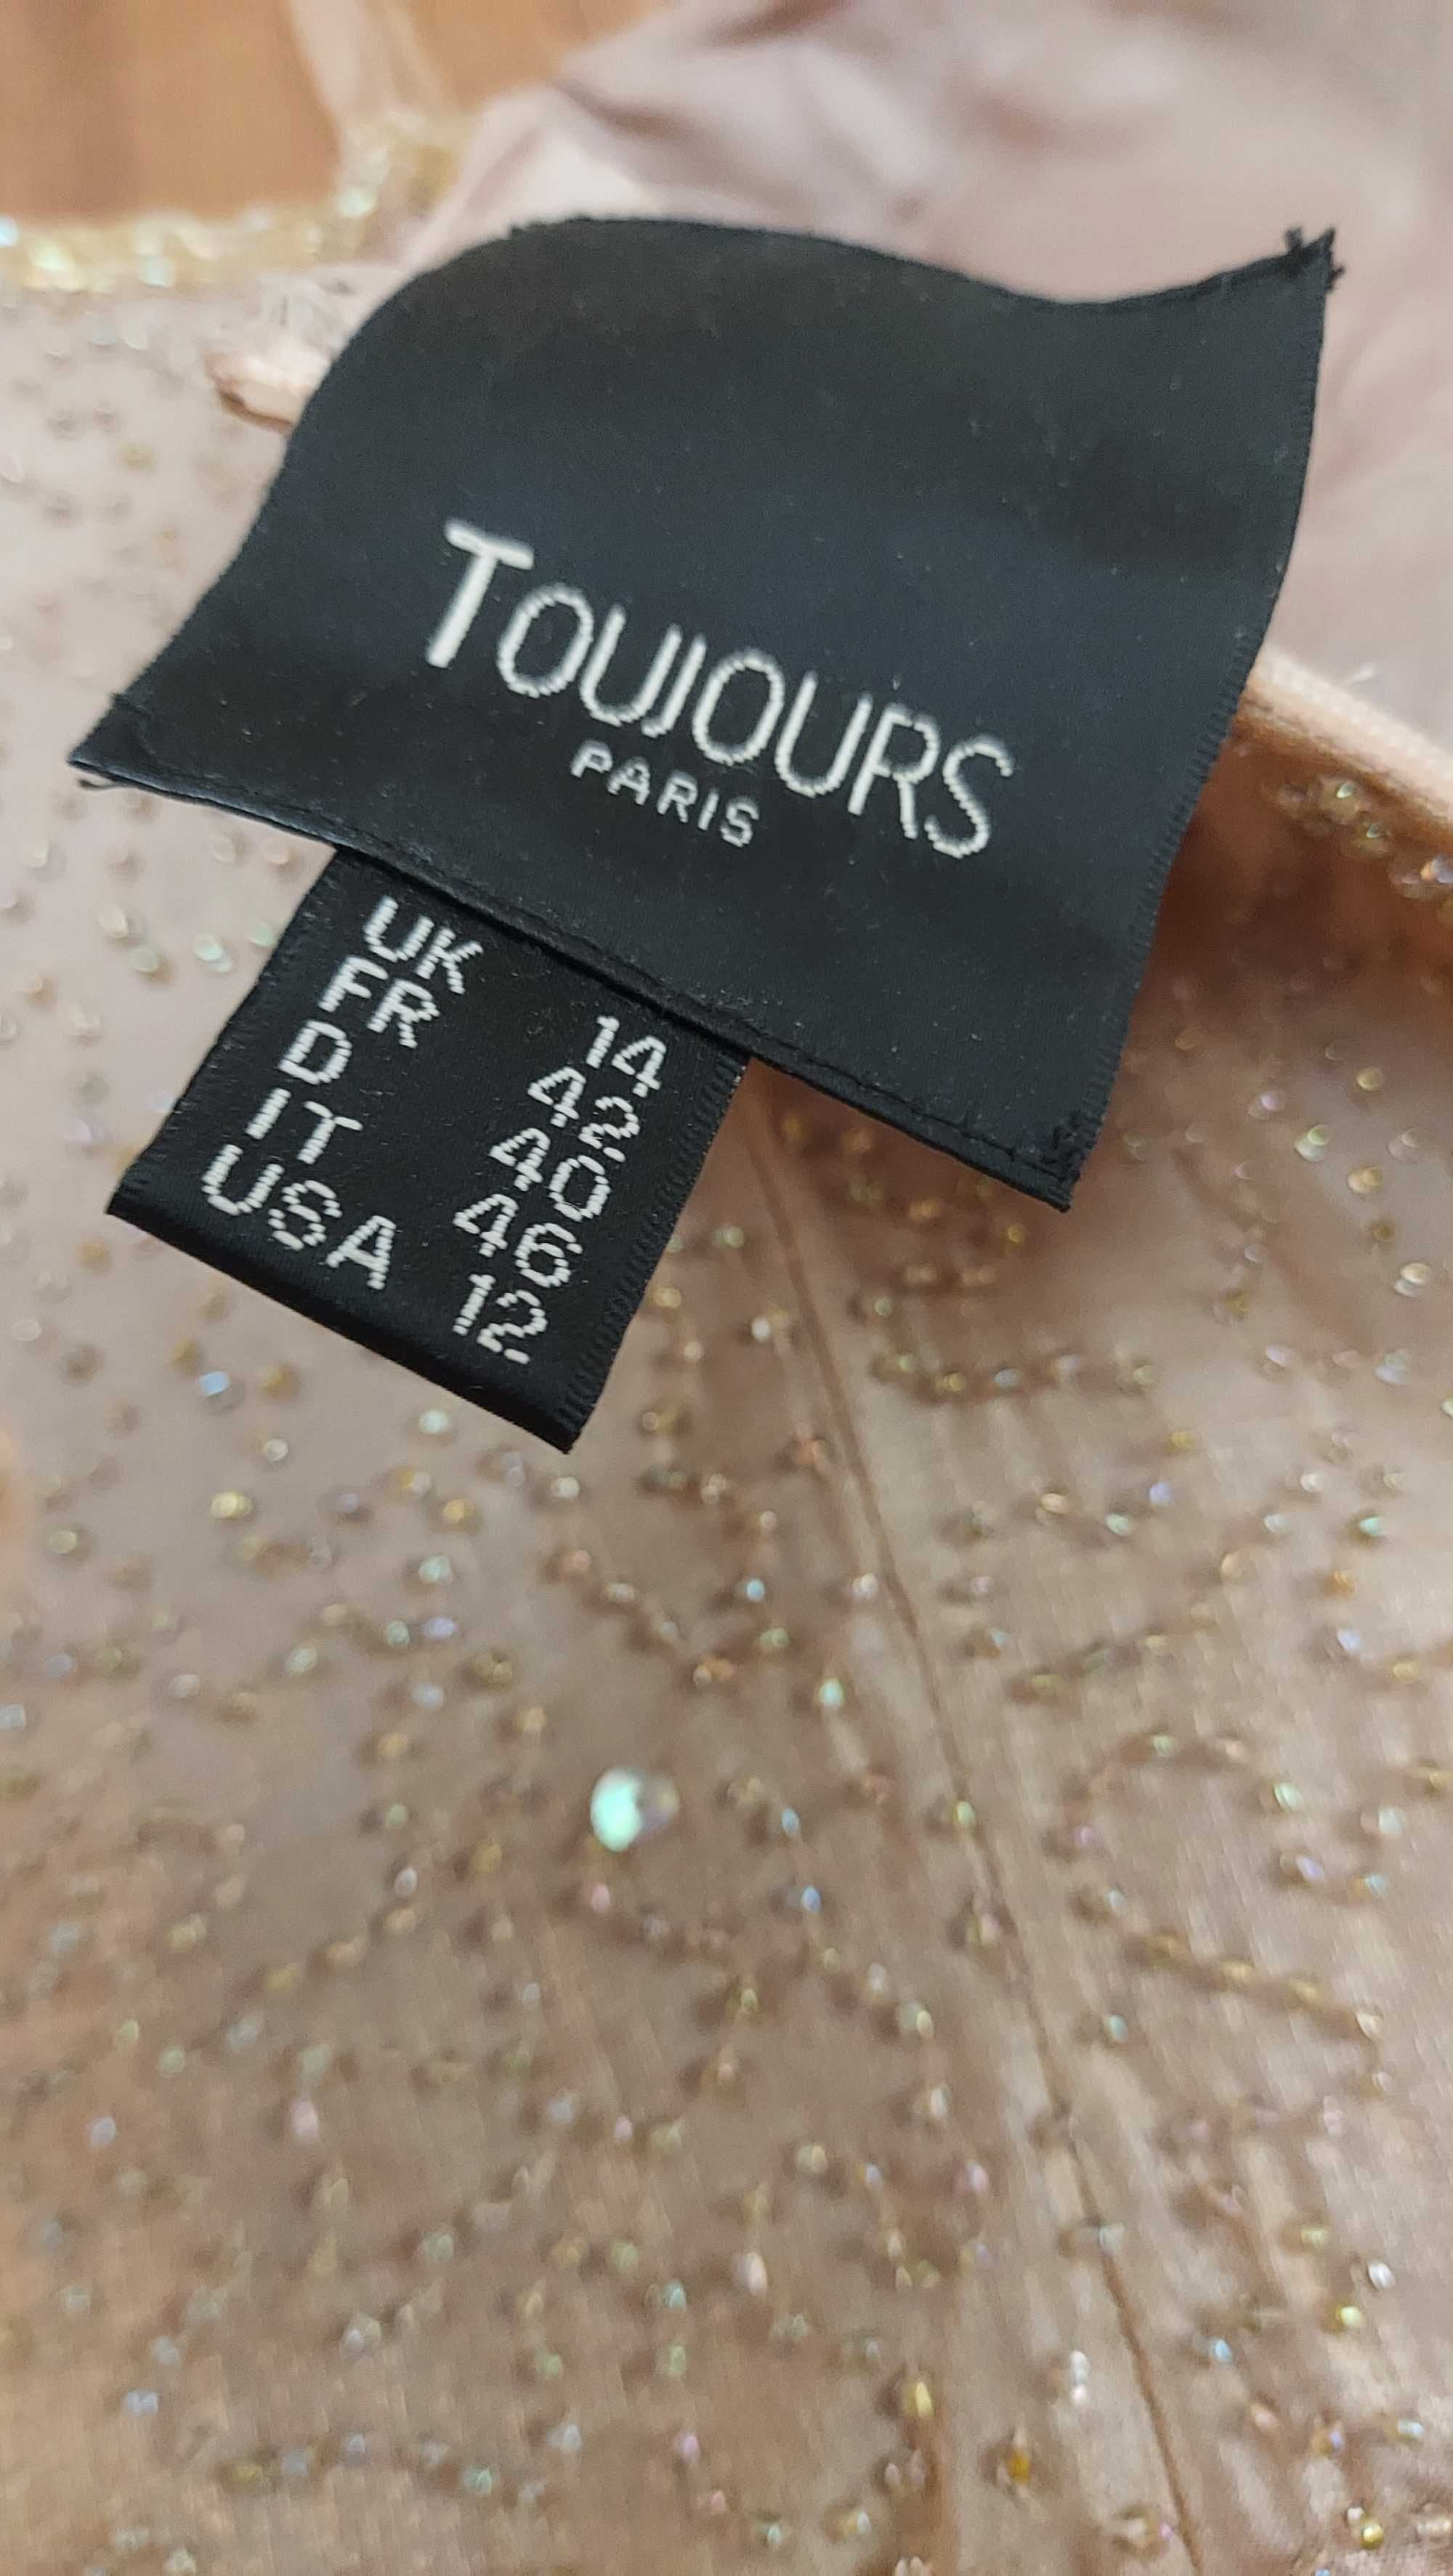 TOUJOURS
PARIS
UK 14
FR 42
D 40
IT 46
USA 12